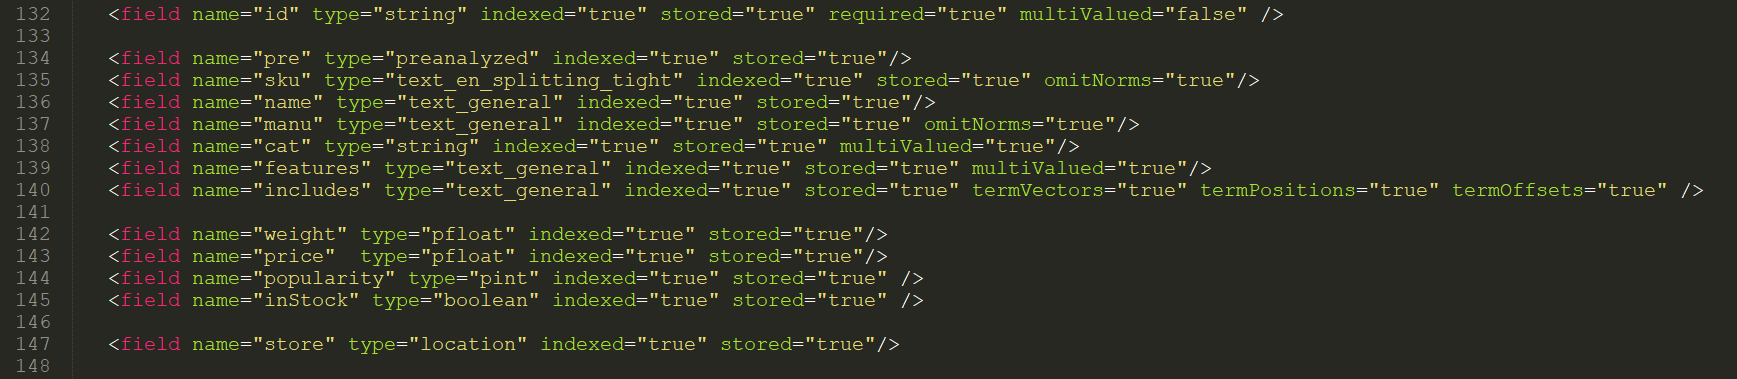 132 <field name="id" type="string" indexed="true" stored="true" required="true" multiValued="false" />
133
134 <field name="pre" type="preanalyzed" indexed="true" stored="true"/>
135 <field name="sku" type="text_en_splitting_tight" indexed="true" stored="true" omitNorms="true"/>
136 <field name="name" type="text_general" indexed="true" stored="true"/>
137 <field name="manu" type="text_general" indexed="true" stored="true" omitNorms="true"/>
138 <field name="cat" type="string" indexed="true" stored="true" multiValued="true"/>
139 <field name="features" type="text_general" indexed="true" stored="true" multiValued="true"/>
140 <field name="includes" type="text_general" indexed="true" stored="true" termVectors="true" termPositions="true" termOffsets="true" />
141
142 <field name="weight" type="pfloat" indexed="true" stored="true"/>
143 <field name="price"  type="pfloat" indexed="true" stored="true"/>
144 <field name="popularity" type="pint" indexed="true" stored="true" />
145 <field name="inStock" type="boolean" indexed="true" stored="true" />
146
147 <field name="store" type="location" indexed="true" stored="true"/>
148